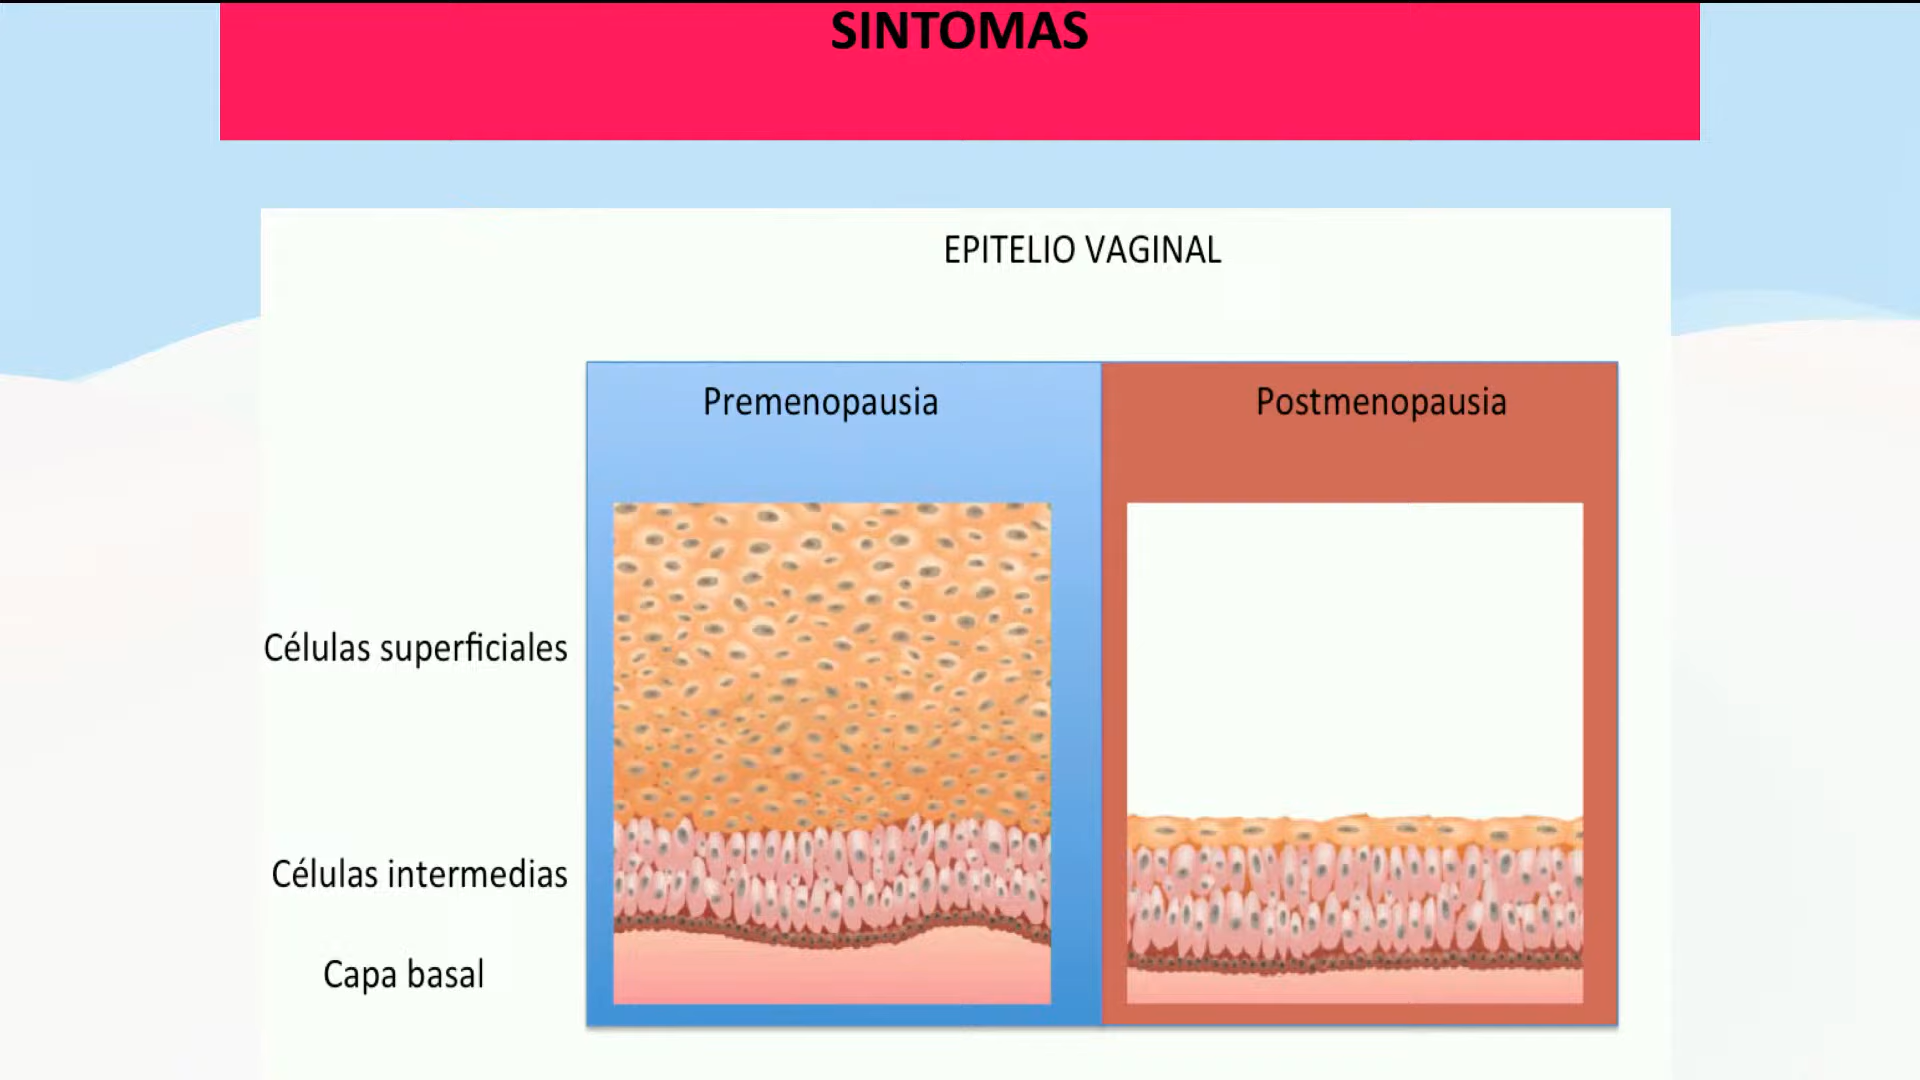 SINTOMAS
EPITELIO VAGINAL
Premenopausia
Postmenopausia
Células superficiales
Células intermedias
Capa basal